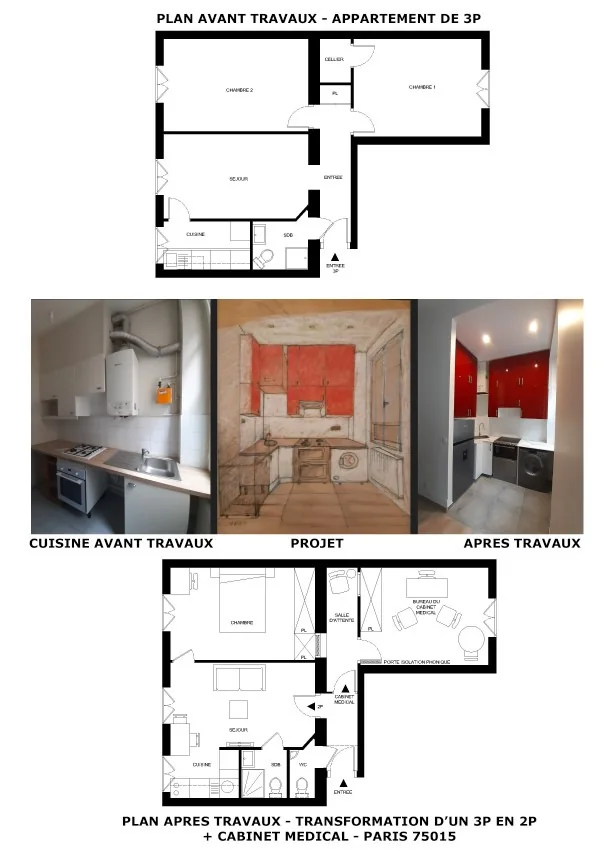 PLAN AVANT TRAVAUX - APPARTEMENT DE 3P
CELLIER
CHAMBRE 2
CHAMBRE 1
PL
SEJOUR
ENTREE
CUISINE
SDB
ENTREE
3P
CUISINE AVANT TRAVAUX
PROJET
APRES TRAVAUX
SALLE
D'ATTENTE
BUREAU DU
CABINET
MEDICAL
CHAMBRE
PL
PL
PL
PORTE ISOLATION PHONIQUE
CABINET
MEDICAL
2P
SEJOUR
CUISINE
SDB
WC
ENTREE
PLAN APRES TRAVAUX - TRANSFORMATION D'UN 3P EN 2P
+ CABINET MEDICAL - PARIS 75015